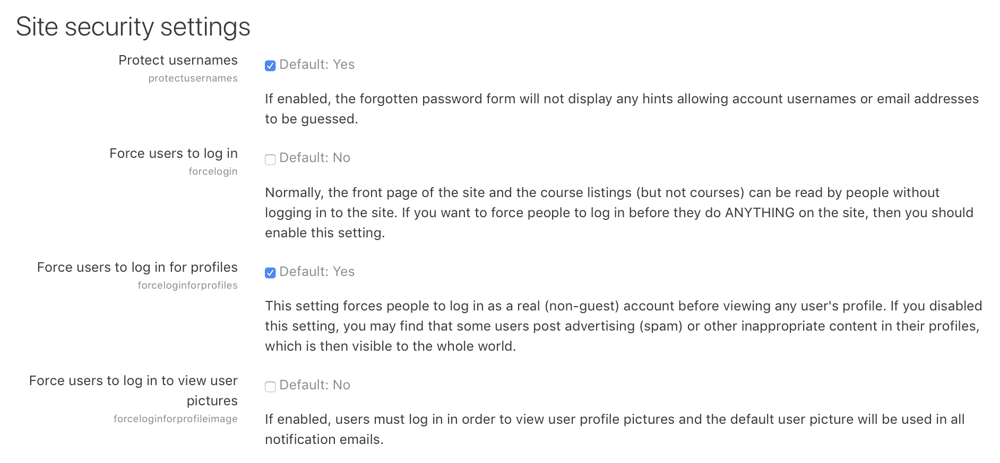 Site security settings
Protect usernames
protectusernames
Default: Yes
If enabled, the forgotten password form will not display any hints allowing account usernames or email addresses
to be guessed.
Force users to log in
forcelogin
Default: No
Normally, the front page of the site and the course listings (but not courses) can be read by people without
logging in to the site. If you want to force people to log in before they do ANYTHING on the site, then you should
enable this setting.
Force users to log in for profiles
forceloginforprofiles
Default: Yes
This setting forces people to log in as a real (non-guest) account before viewing any user's profile. If you disabled
this setting, you may find that some users post advertising (spam) or other inappropriate content in their profiles,
which is then visible to the whole world.
Force users to log in to view user
pictures
forceloginforprofileimage
Default: No
If enabled, users must log in in order to view user profile pictures and the default user picture will be used in all
notification emails.